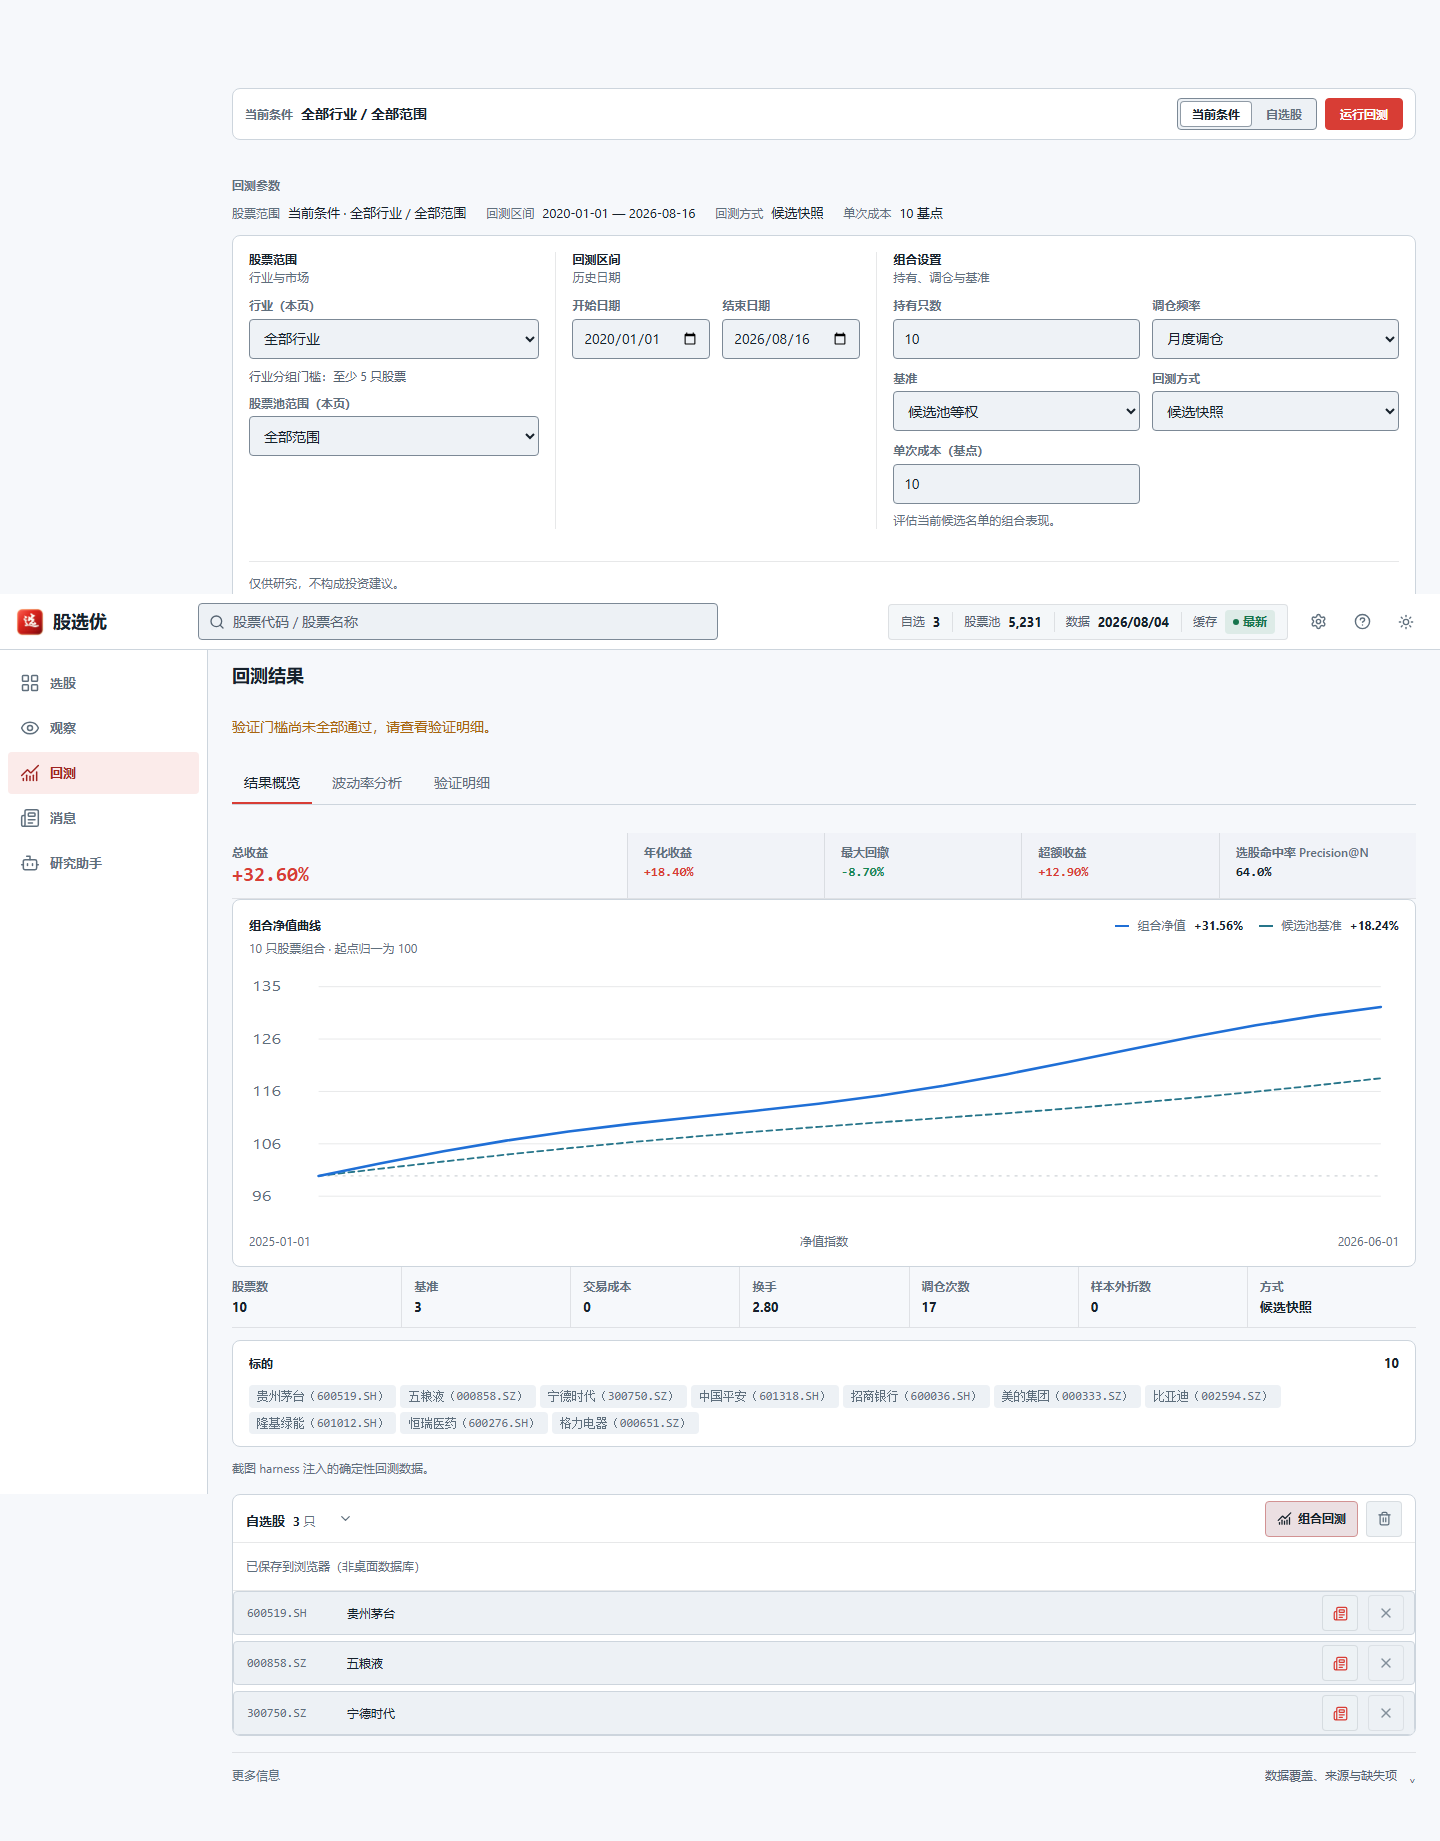 当前条件 全部行业 / 全部范围
当前条件 自选股 运行回测
回测参数
股票范围 当前条件 · 全部行业 / 全部范围 回测区间 2020-01-01 — 2026-08-16 回测方式 候选快照 单次成本 10 基点
股票范围
行业与市场
行业（本页）
全部行业
行业分组门槛：至少 5 只股票
股票池范围（本页）
全部范围
回测区间
历史日期
开始日期 结束日期
2020/01/01 2026/08/16
组合设置
持有、调仓与基准
持有只数 调仓频率
10 月度调仓
基准 回测方式
候选池等权 候选快照
单次成本（基点）
10
评估当前候选名单的组合表现。
仅供研究，不构成投资建议。
选 股选优
股票代码 / 股票名称
自选 3 股票池 5,231 数据 2026/08/04 缓存 最新
选股
观察
回测
消息
研究助手
回测结果
验证门槛尚未全部通过，请查看验证明细。
结果概览 波动率分析 验证明细
总收益 年化收益 最大回撤 超额收益 选股命中率 Precision@N
+32.60% +18.40% -8.70% +12.90% 64.0%
组合净值曲线
组合净值 +31.56% 候选池基准 +18.24%
10 只股票组合 · 起点归一为 100
135
126
116
106
96
2025-01-01 净值指数 2026-06-01
股票数 基准 交易成本 换手 调仓次数 样本外折数 方式
10 3 0 2.80 17 0 候选快照
标的 10
贵州茅台（600519.SH） 五粮液（000858.SZ） 宁德时代（300750.SZ） 中国平安（601318.SH） 招商银行（600036.SH） 美的集团（000333.SZ） 比亚迪（002594.SZ）
隆基绿能（601012.SH） 恒瑞医药（600276.SH） 格力电器（000651.SZ）
截图 harness 注入的确定性回测数据。
自选股 3 只 组合回测
已保存到浏览器（非桌面数据库）
600519.SH 贵州茅台
000858.SZ 五粮液
300750.SZ 宁德时代
更多信息 数据覆盖、来源与缺失项